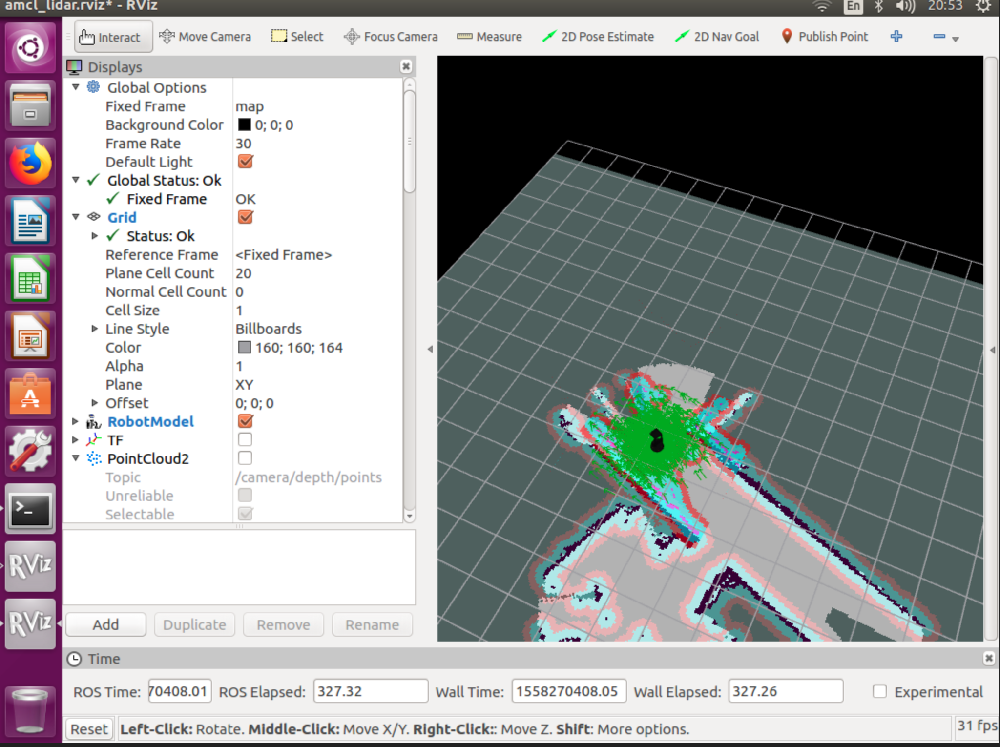 amcl_lidar.rviz* - RViz
En
20:53
Interact
Move Camera
Select
Focus Camera
Measure
2D Pose Estimate
2D Nav Goal
Publish Point
Displays
Global Options
Fixed Frame map
Background Color 0; 0; 0
Frame Rate 30
Default Light
Global Status: Ok
Fixed Frame OK
Grid
Status: Ok
Reference Frame <Fixed Frame>
Plane Cell Count 20
Normal Cell Count 0
Cell Size 1
Line Style Billboards
Color 160; 160; 164
Alpha 1
Plane XY
Offset 0; 0; 0
RobotModel
TF
PointCloud2
Topic /camera/depth/points
Unreliable
Selectable
RViz
RViz
Add
Duplicate
Remove
Rename
Time
ROS Time: 70408.01 ROS Elapsed: 327.32 Wall Time: 1558270408.05 Wall Elapsed: 327.26 Experimental
Reset Left-Click: Rotate. Middle-Click: Move X/Y. Right-Click:: Move Z. Shift: More options. 31 fps